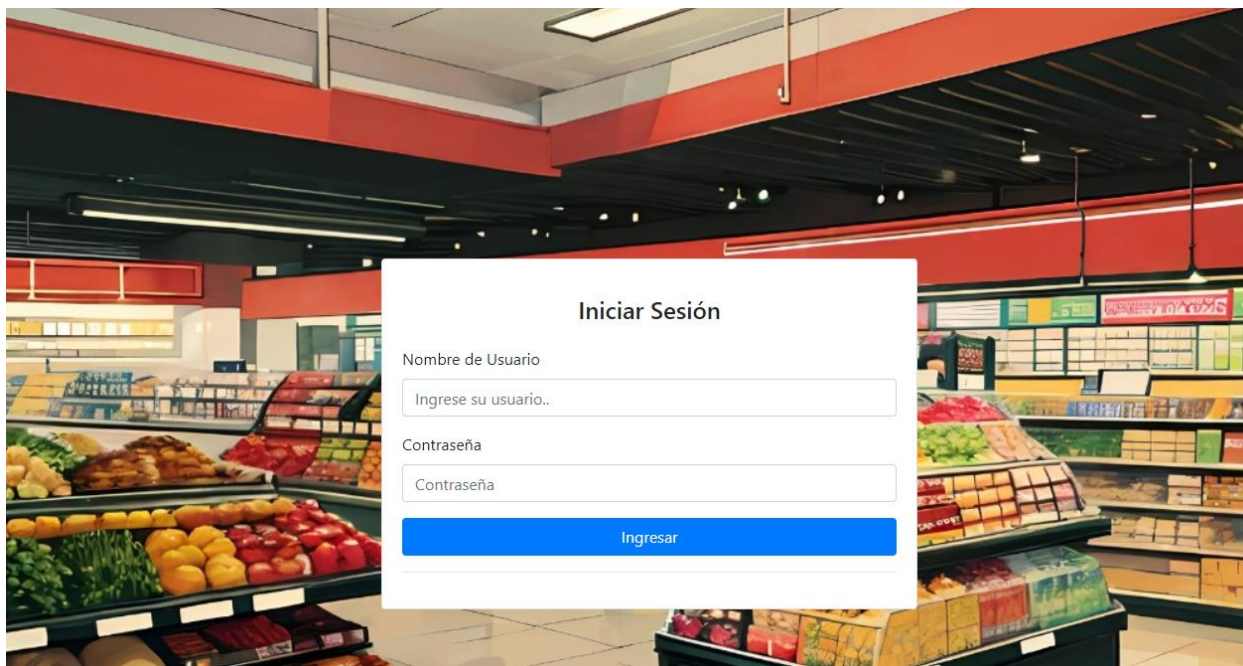 Iniciar Sesión
Nombre de Usuario
Ingrese su usuario..
Contraseña
Contraseña
Ingresar